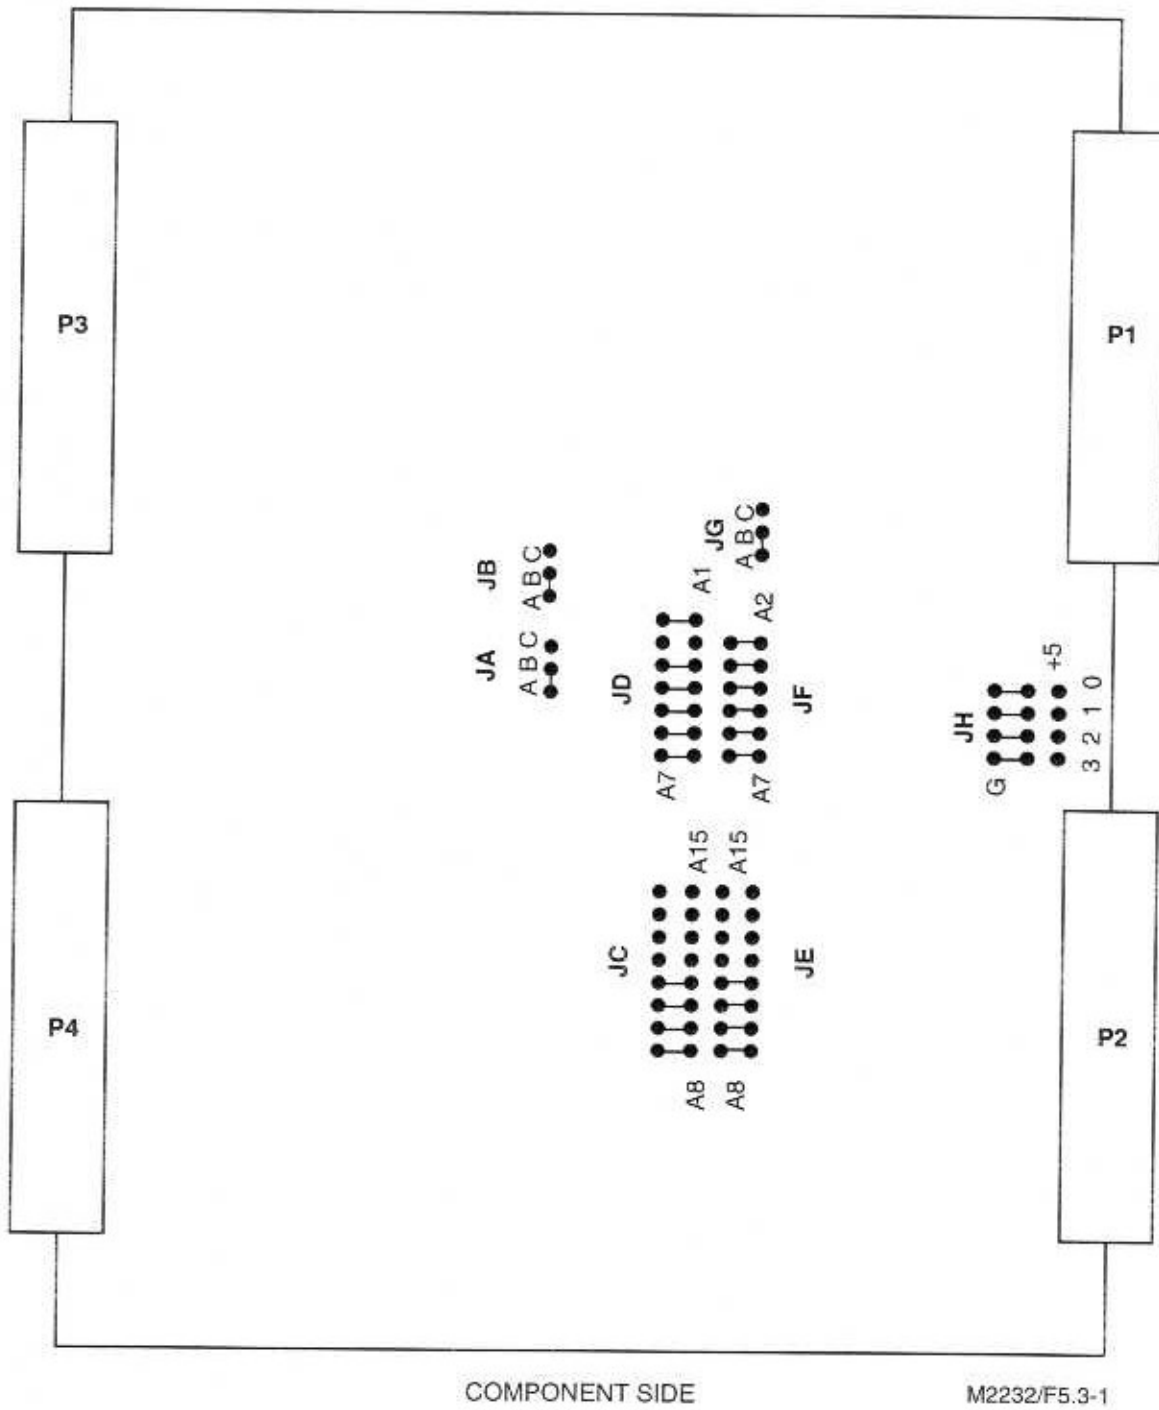 P3
P1
JB
A B C
JG
A B C
JA
A B C
A1
A2
JD
JF
A7
A7
JH
+5
G
3 2 1 0
P4
P2
JC
A15
A15
JE
A8
A8
COMPONENT SIDE
M2232/F5.3-1